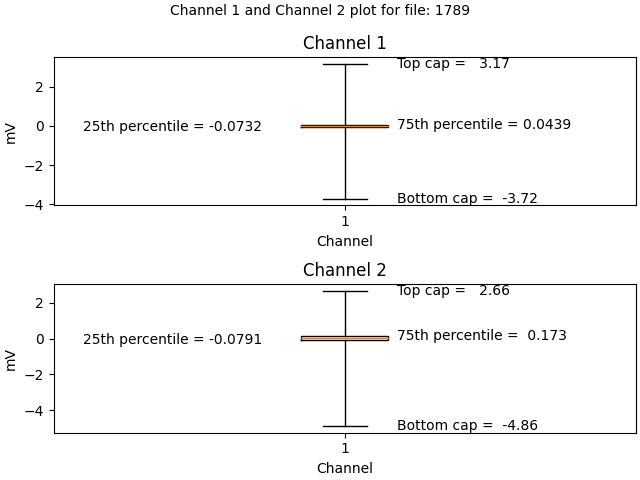 Channel 1 and Channel 2 plot for file: 1789
Channel 1
Top cap =   3.17
2
25th percentile = -0.0732
75th percentile = 0.0439
0
mV
−2
Bottom cap =  -3.72
−4
1
Channel
Channel 2
Top cap =   2.66
2
25th percentile = -0.0791
75th percentile =  0.173
0
mV
−2
−4
Bottom cap =  -4.86
1
Channel